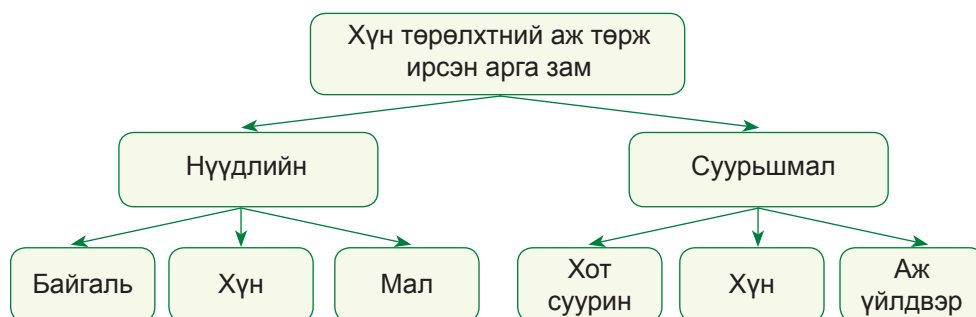 Хүн төрөлхтний аж төрж
ирсэн арга зам
Нүүдлийн
Суурьшмал
Байгаль
Хүн
Мал
Хот
суурин
Хүн
Аж
үйлдвэр